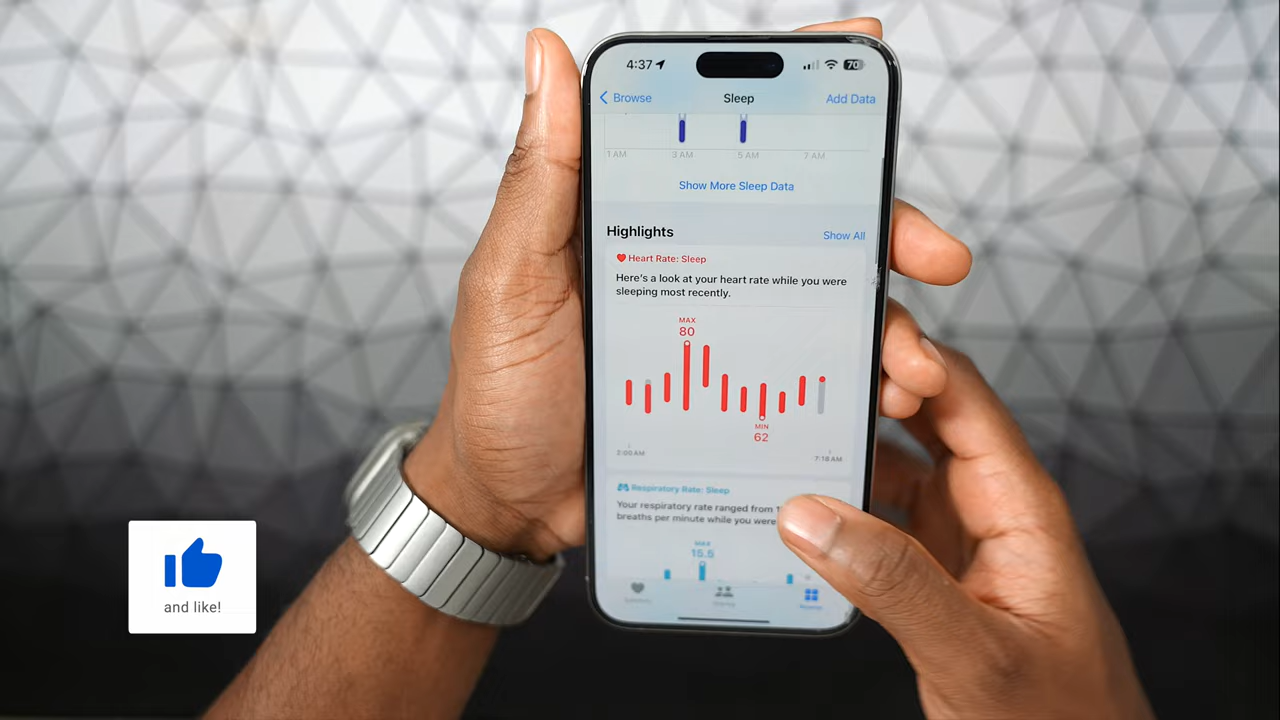 4:37
70
Browse
Sleep
Add Data
1 AM
3 AM
5 AM
7 AM
Show More Sleep Data
Highlights
Show All
Heart Rate: Sleep
Here's a look at your heart rate while you were
sleeping most recently.
MAX
80
MIN
62
2:00 AM
7:18 AM
Respiratory Rate: Sleep
Your respiratory rate ranged from
breaths per minute while you were
MAX
15.5
Sharing
Browse
and like!